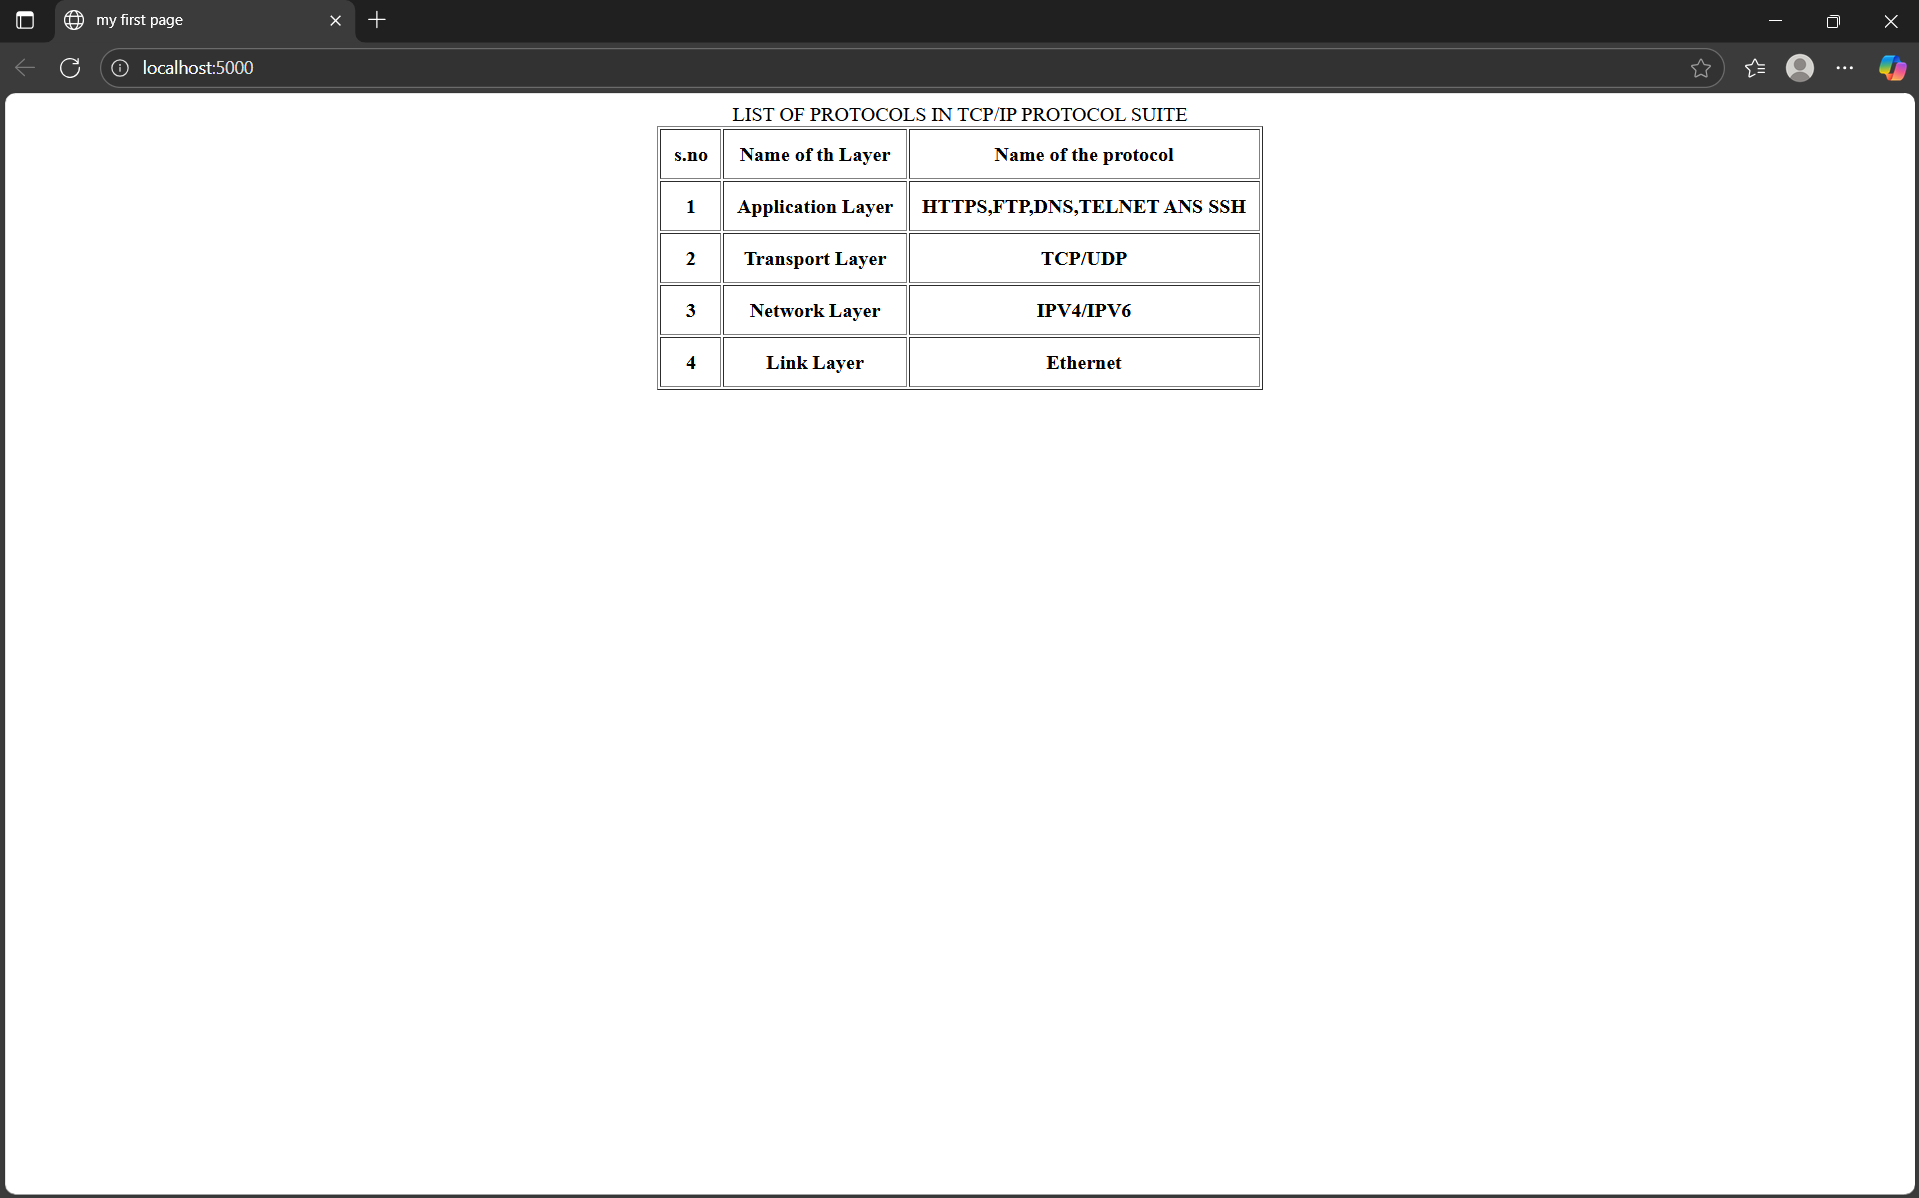 my first page
localhost:5000
LIST OF PROTOCOLS IN TCP/IP PROTOCOL SUITE
s.no Name of th Layer Name of the protocol
1 Application Layer HTTPS,FTP,DNS,TELNET ANS SSH
2 Transport Layer TCP/UDP
3 Network Layer IPV4/IPV6
4 Link Layer Ethernet